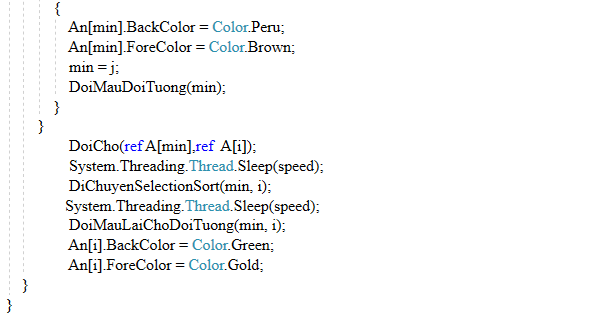 {
An[min].BackColor = Color.Peru;
An[min].ForeColor = Color.Brown;
min = j;
DoiMauDoiTuong(min);
}
}
DoiCho(ref A[min],ref A[i]);
System.Threading.Thread.Sleep(speed);
DiChuyenSelectionSort(min, i);
System.Threading.Thread.Sleep(speed);
DoiMauLaiChoDoiTuong(min, i);
An[i].BackColor = Color.Green;
An[i].ForeColor = Color.Gold;
}
}